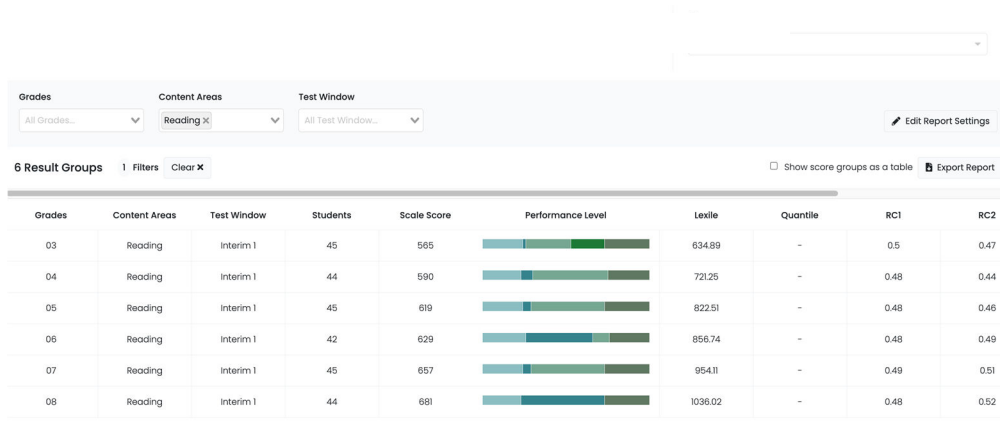 Grades Content Areas Test Window
All Grades... Reading × All Test Window...
Edit Report Settings
6 Result Groups 1 Filters Clear × Show score groups as a table Export Report
Grades Content Areas Test Window Students Scale Score Performance Level Lexile Quantile RC1 RC2
03 Reading Interim 1 45 565 634.89 - 0.5 0.47
04 Reading Interim 1 44 590 721.25 - 0.48 0.44
05 Reading Interim 1 45 619 822.51 - 0.48 0.46
06 Reading Interim 1 42 629 856.74 - 0.48 0.49
07 Reading Interim 1 45 657 954.11 - 0.49 0.51
08 Reading Interim 1 44 681 1036.02 - 0.48 0.52